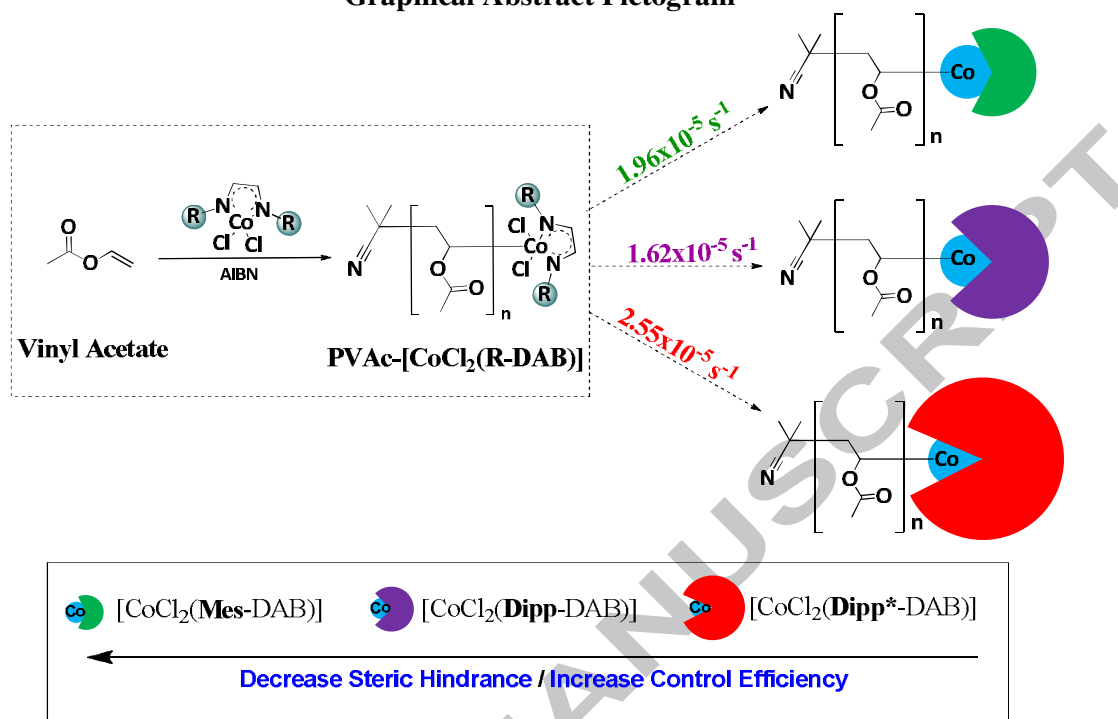 Graphical Abstract Pictogram
N
O
O
n
Co
1.96x10-5 s-1
O
O
R
N
Co
N
R
Cl
Cl
AIBN
N
O
O
n
R
N
Cl
Co
Cl
N
R
1.62x10-5 s-1
N
O
O
n
Co
Vinyl Acetate
PVAc-[CoCl2(R-DAB)]
2.55x10-5 s-1
N
O
O
n
Co
Co [CoCl2(Mes-DAB)] Co [CoCl2(Dipp-DAB)] Co [CoCl2(Dipp*-DAB)]
Decrease Steric Hindrance / Increase Control Efficiency
MANUSCRIPT